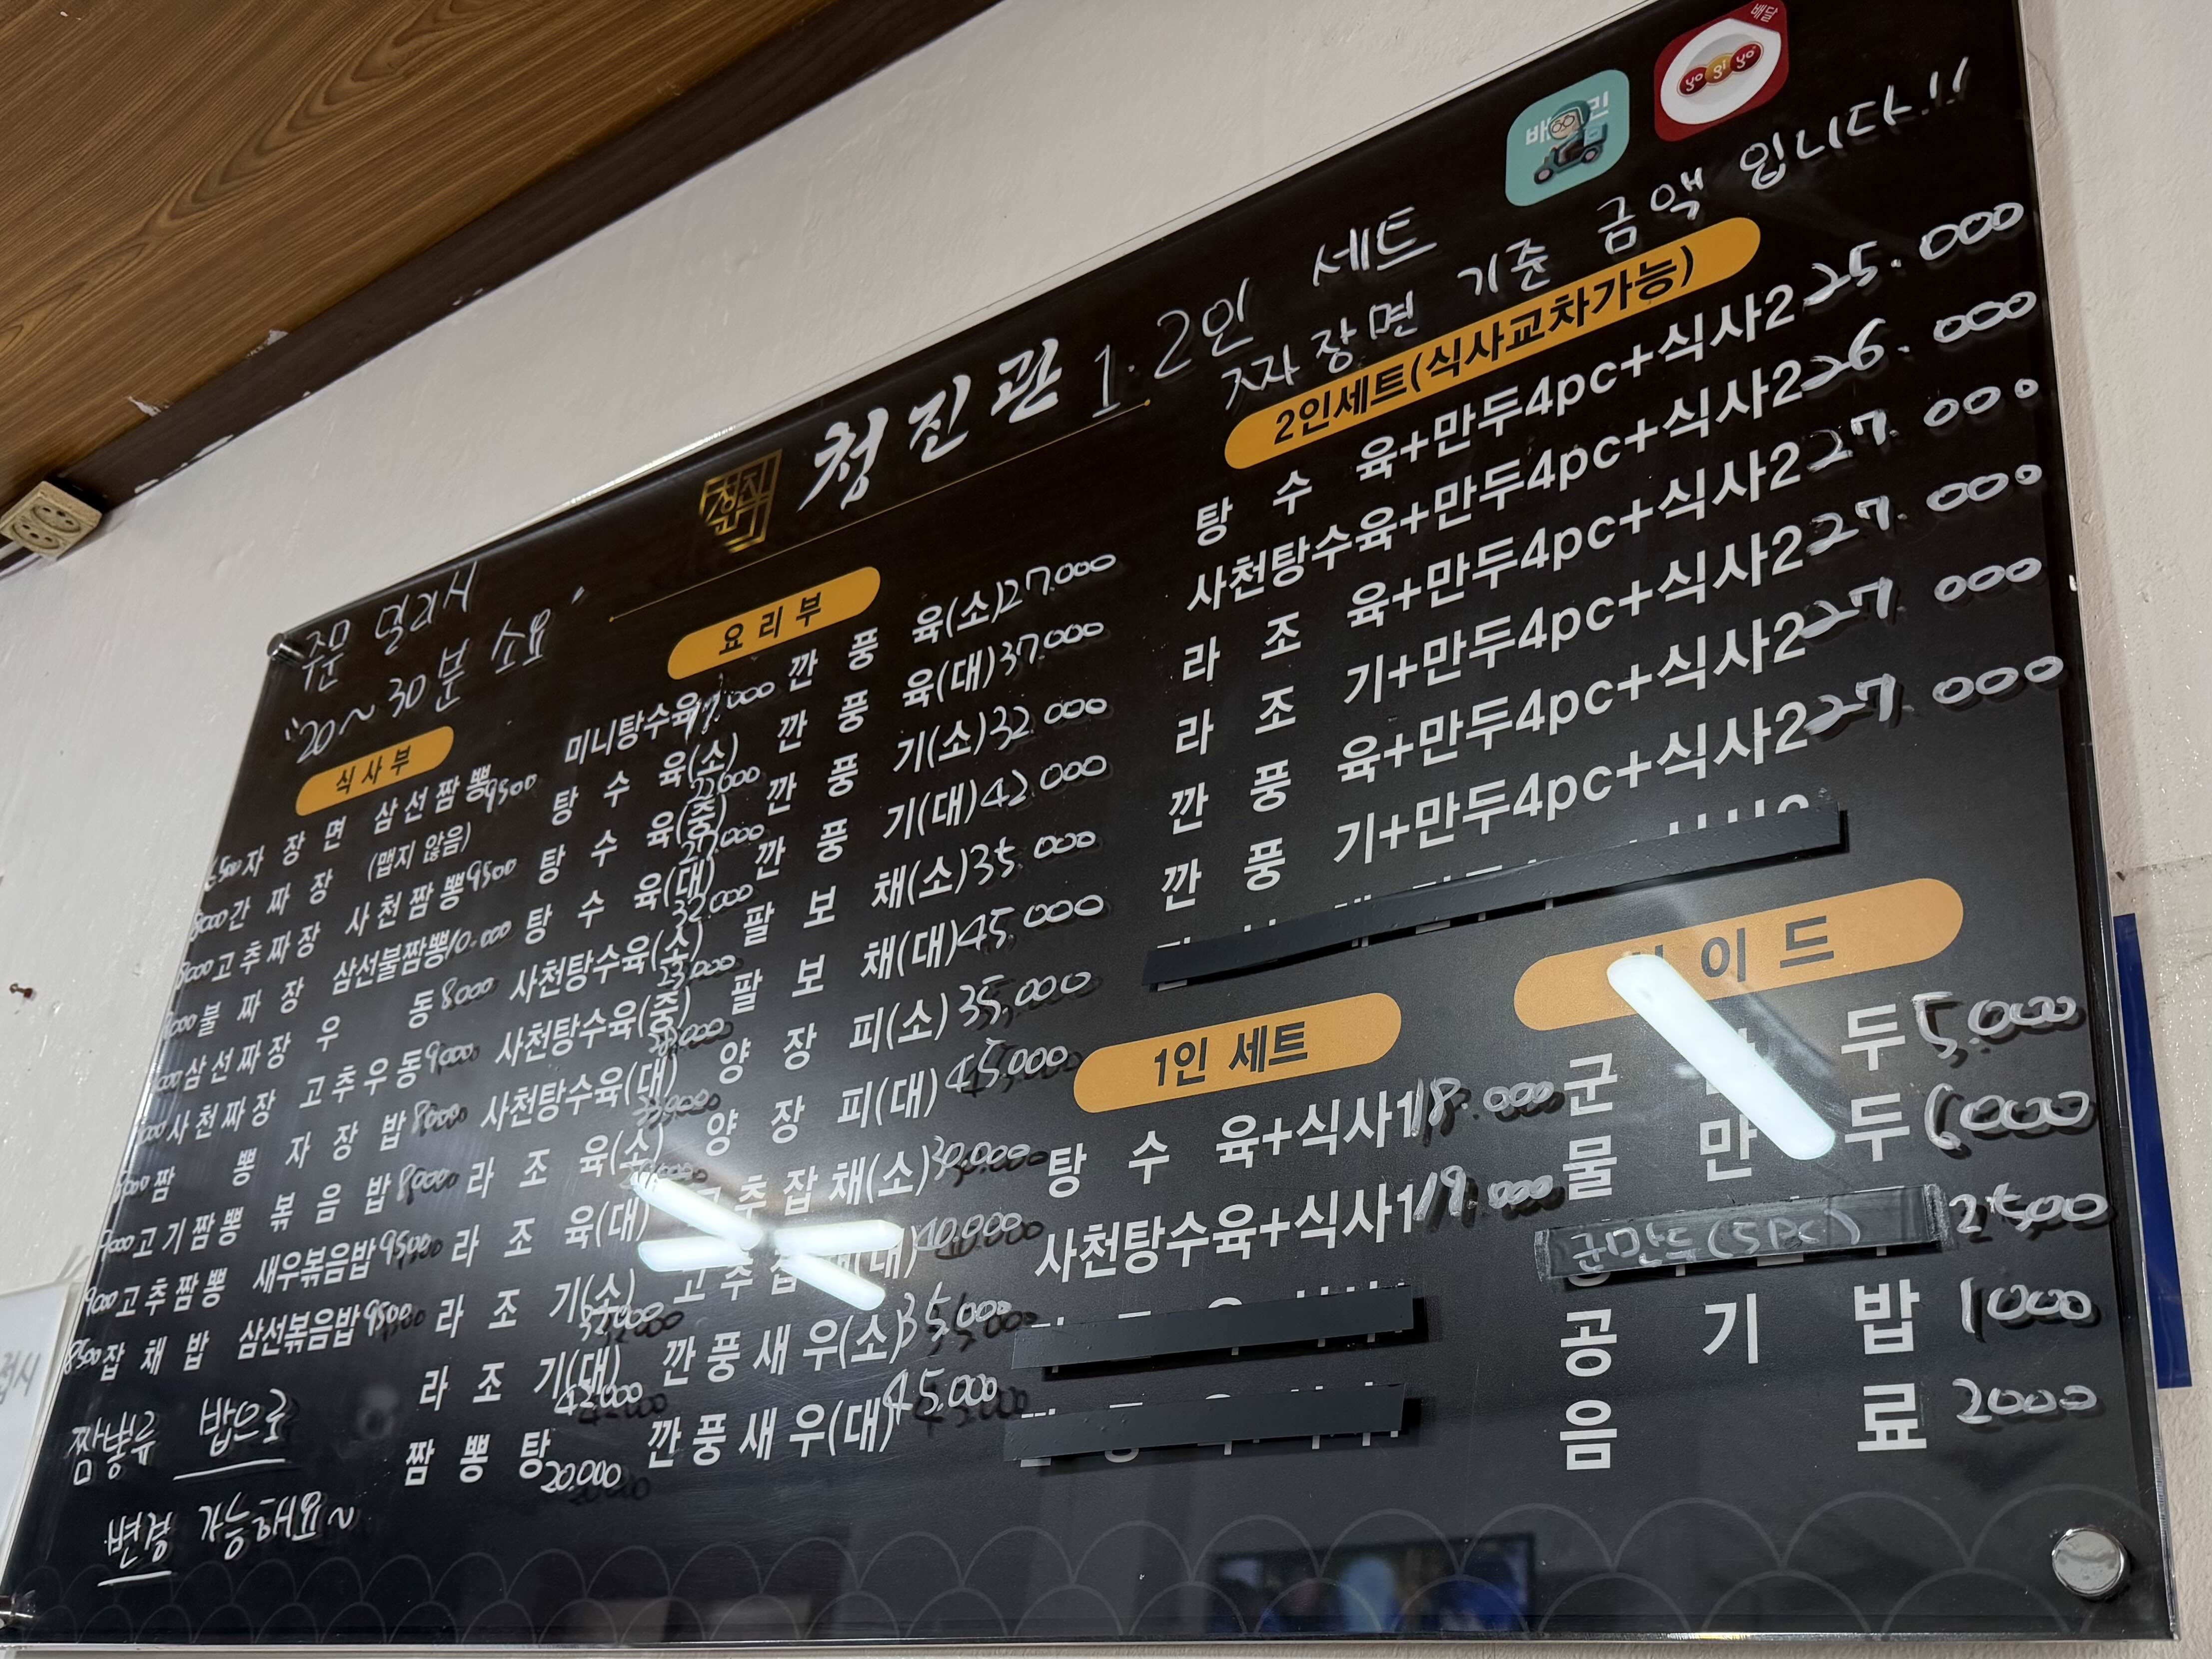 배민
배달
yo gi yo
청진관
1.2인 세트
짜장면 기준 금액 입니다!!
주문 밀리시
"20~30분 소요"
식사부
6500 자장면
8000 간짜장
8000 고추짜장
불짜장
삼선짜장
사천짜장
짬뽕
9000 고기짬뽕
9000 고추짬뽕
8500 잡채밥
삼선짬뽕 9500
(맵지 않음)
사천짬뽕 9500
삼선불짬뽕 10.000
우동 8000
고추우동 9000
자장밥 8000
볶음밥 8000
새우볶음밥 9500
삼선볶음밥 9500
짬뽕류 밥으로
변경 가능해요~
요리부
미니탕수육 17.000
탕수육(소) 22000
탕수육(중) 27.000
탕수육(대) 32.000
사천탕수육(소) 23.000
사천탕수육(중)
사천탕수육(대)
라조육(소)
라조육(대)
라조기(소) 32000
라조기(대) 42.000
짬뽕탕 20.000
깐풍육(소) 27.000
깐풍육(대) 37.000
깐풍기(소) 32.000
깐풍기(대) 42.000
팔보채(소) 35.000
팔보채(대) 45.000
양장피(소) 35.000
양장피(대) 45.000
고추잡채(소) 30.000
고추잡채(대) 40.000
깐풍새우(소) 35.000
깐풍새우(대) 45.000
2인세트(식사교차가능)
탕수육+만두4pc+식사2 25.000
사천탕수육+만두4pc+식사2 26.000
라조육+만두4pc+식사2 27.000
라조기+만두4pc+식사2 27.000
깐풍육+만두4pc+식사2 27.000
깐풍기+만두4pc+식사2 27.000
1인 세트
탕수육+식사1 18.000
사천탕수육+식사1 19.000
사이드
군만두 5.000
물만두 6000
군만두(5PC) 2500
공기밥 1000
음료 2000